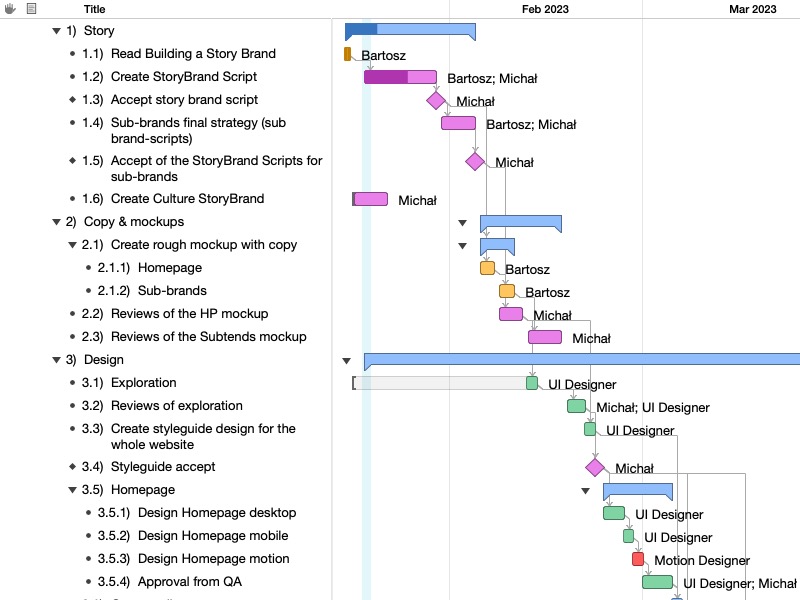 Title
Feb 2023
Mar 2023
1) Story
1.1) Read Building a Story Brand
Bartosz
1.2) Create StoryBrand Script
Bartosz; Michał
1.3) Accept story brand script
Michał
1.4) Sub-brands final strategy (sub
brand-scripts)
Bartosz; Michał
1.5) Accept of the StoryBrand Scripts for
sub-brands
Michał
1.6) Create Culture StoryBrand
Michał
2) Copy & mockups
2.1) Create rough mockup with copy
2.1.1) Homepage
Bartosz
2.1.2) Sub-brands
Bartosz
2.2) Reviews of the HP mockup
Michał
2.3) Reviews of the Subtends mockup
Michał
3) Design
3.1) Exploration
UI Designer
3.2) Reviews of exploration
Michał; UI Designer
3.3) Create styleguide design for the
whole website
UI Designer
3.4) Styleguide accept
Michał
3.5) Homepage
3.5.1) Design Homepage desktop
UI Designer
3.5.2) Design Homepage mobile
UI Designer
3.5.3) Design Homepage motion
Motion Designer
3.5.4) Approval from QA
UI Designer; Michał